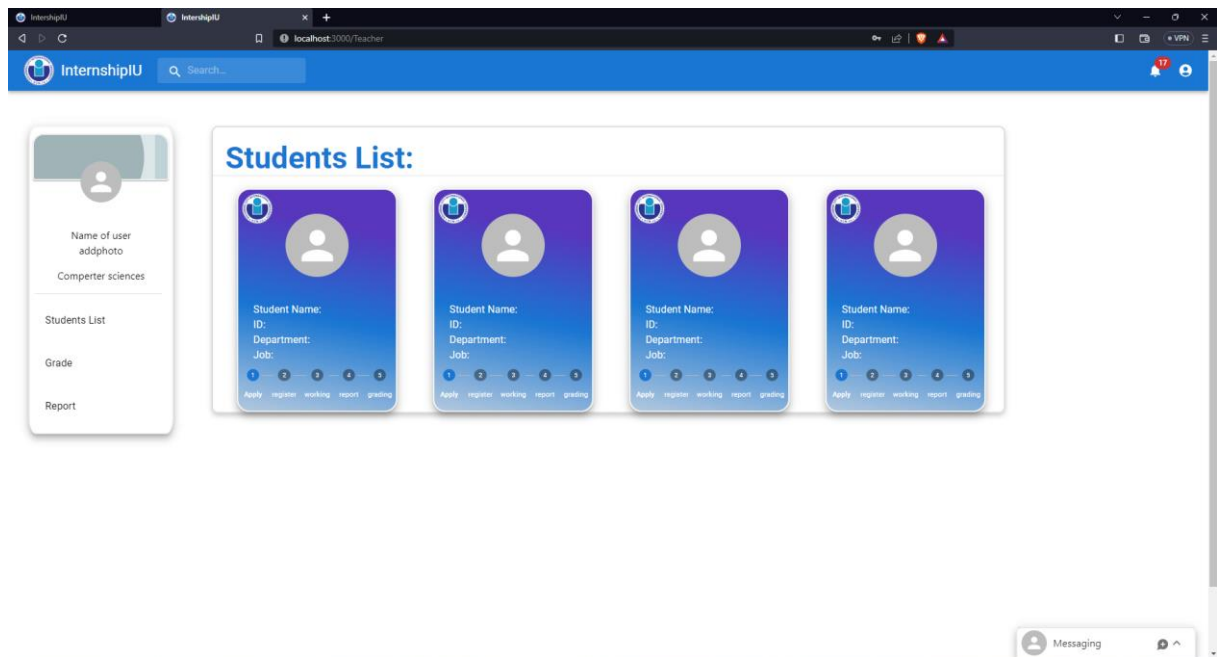 IntershipIU
IntershipIU
localhost:3000/Teacher
VPN
InternshipIU
Search...
17
Name of user
addphoto
Comperter sciences
Students List
Grade
Report
Students List:
Student Name:
ID:
Department:
Job:
1 2 3 4 5
Apply register working report grading
Student Name:
ID:
Department:
Job:
1 2 3 4 5
Apply register working report grading
Student Name:
ID:
Department:
Job:
1 2 3 4 5
Apply register working report grading
Student Name:
ID:
Department:
Job:
1 2 3 4 5
Apply register working report grading
Messaging